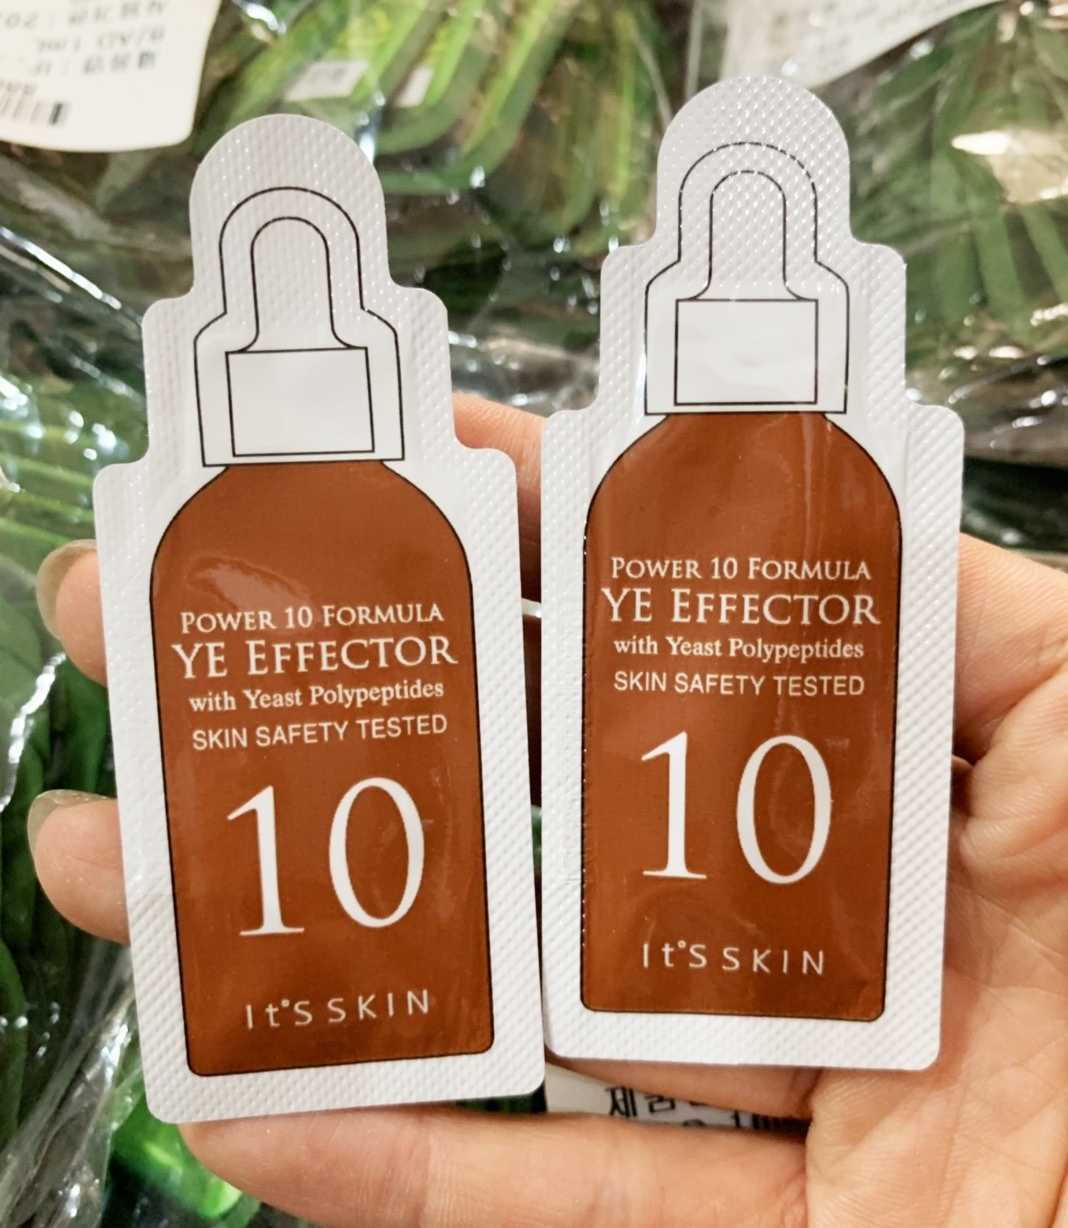 POWER 10 FORMULA
YE EFFECTOR
with Yeast Polypeptides
SKIN SAFETY TESTED
10
It'S SKIN
POWER 10 FORMULA
YE EFFECTOR
with Yeast Polypeptides
SKIN SAFETY TESTED
10
It'S SKIN